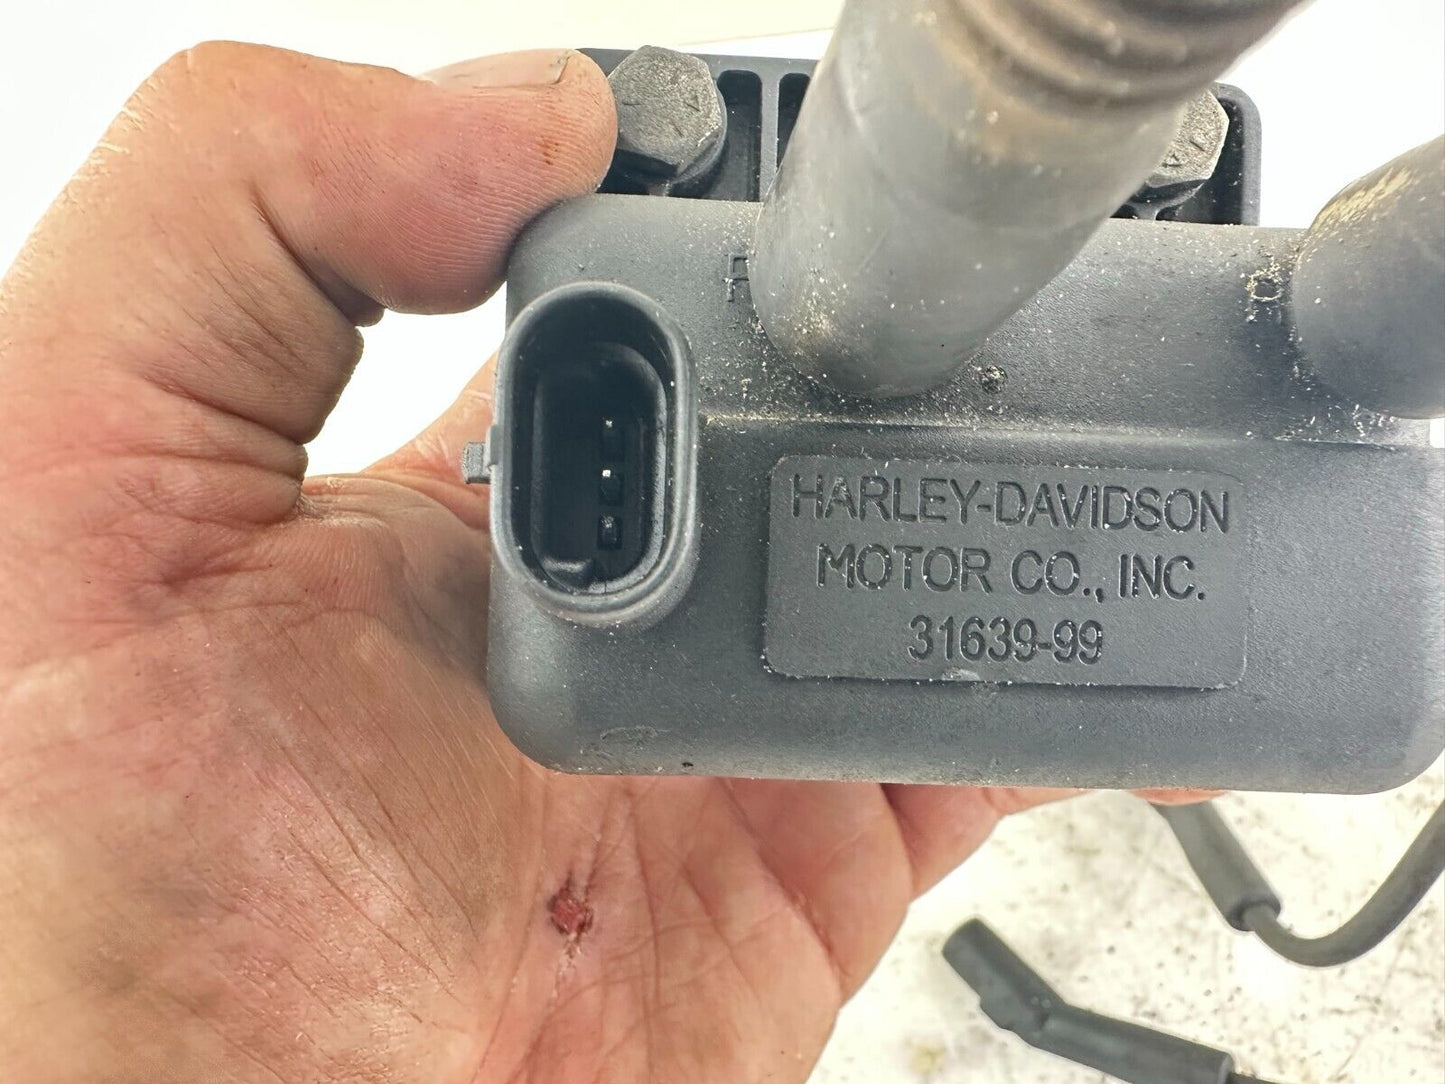 HARLEY-DAVIDSON
MOTOR CO., INC.
31639-99